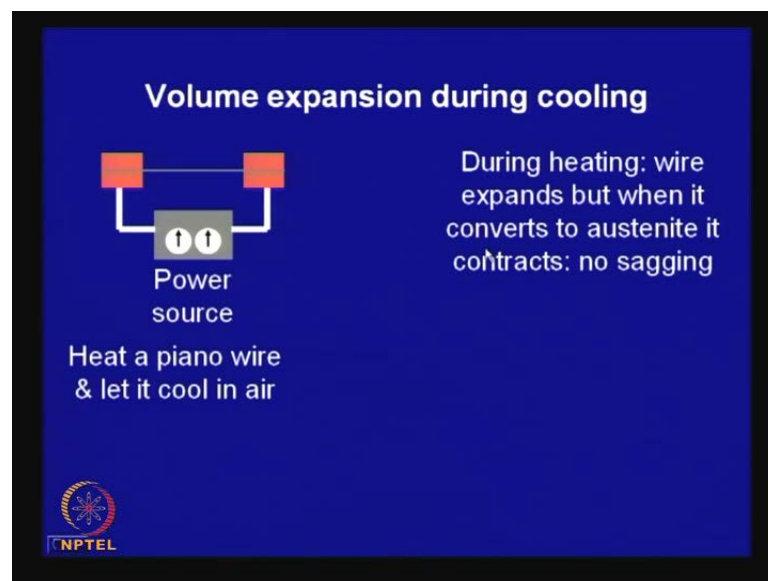 Volume expansion during cooling
Power
source
Heat a piano wire
& let it cool in air
During heating: wire
expands but when it
converts to austenite it
contracts: no sagging
NPTEL